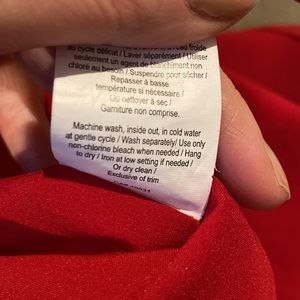 au cycle délicat / Laver séparément / Utiliser
seulement un agent de blanchiment non
chloré au besoin / Suspendre pour sécher /
Repasser à basse
température si nécessaire /
Ou nettoyer à sec /
Garniture non comprise.
Machine wash, inside out, in cold water
at gentle cycle / Wash separately/ Use only
non-chlorine bleach when needed / Hang
to dry / Iron at low setting if needed /
Or dry clean /
Exclusive of trim